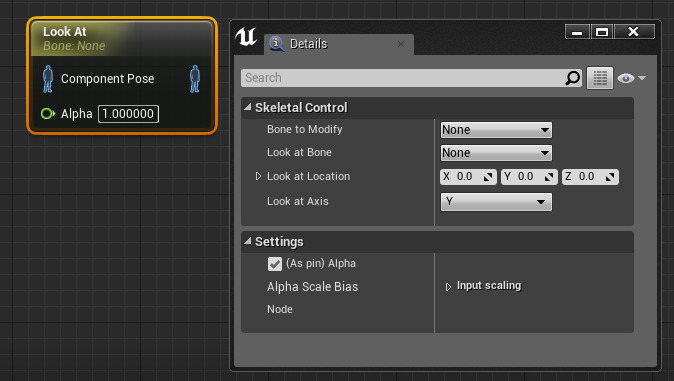 Look At
Bone: None
Component Pose
Alpha 1.000000
Details
Search
Skeletal Control
Bone to Modify None
Look at Bone None
Look at Location X 0.0 Y 0.0 Z 0.0
Look at Axis Y
Settings
(As pin) Alpha
Alpha Scale Bias Input scaling
Node